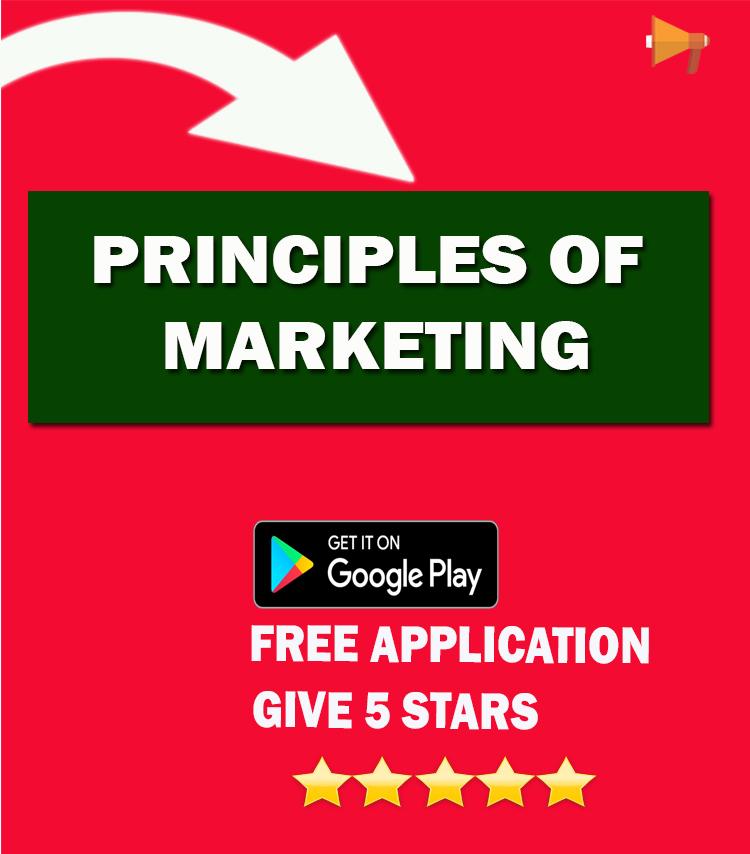 PRINCIPLES OF
MARKETING
GET IT ON
Google Play
FREE APPLICATION
GIVE 5 STARS